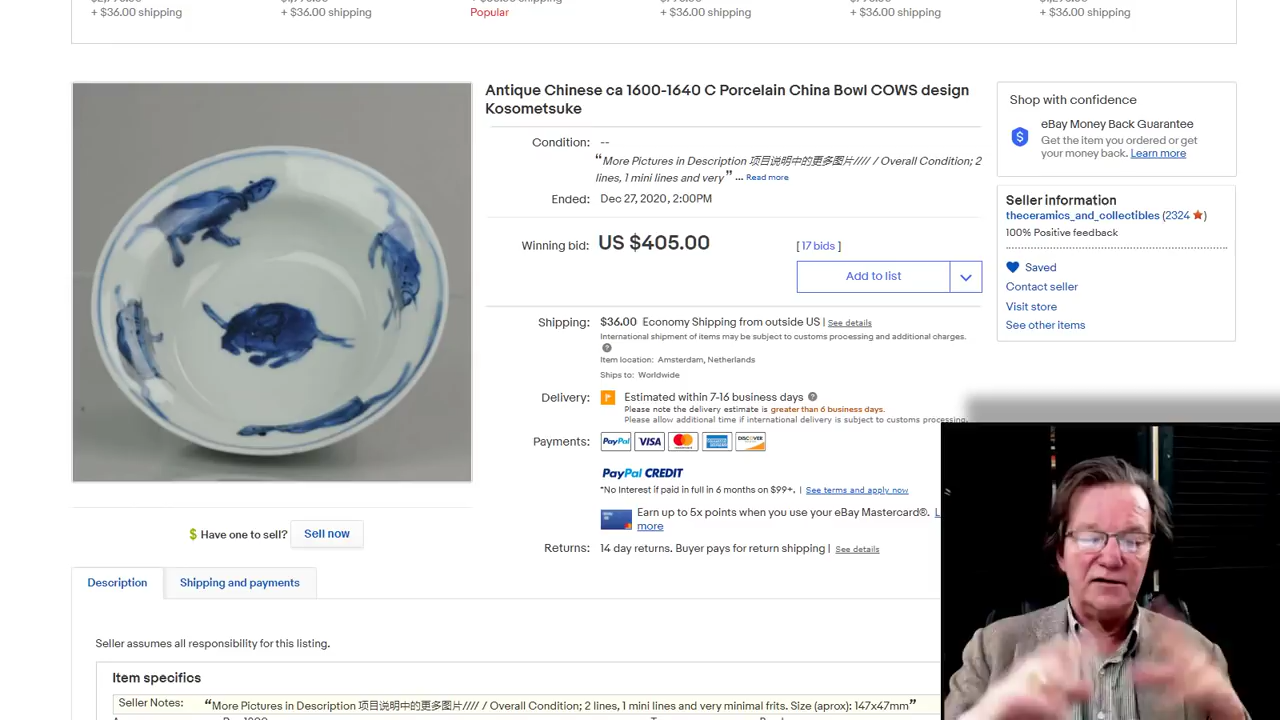 + $36.00 shipping
+ $36.00 shipping
Popular
+ $36.00 shipping
+ $36.00 shipping
+ $36.00 shipping
Antique Chinese ca 1600-1640 C Porcelain China Bowl COWS design
Kosometsuke
Condition: --
“More Pictures in Description 项目说明中的更多图片//// / Overall Condition; 2
lines, 1 mini lines and very” ... Read more
Ended: Dec 27, 2020, 2:00PM
Winning bid: US $405.00 [ 17 bids ]
Add to list
Shipping: $36.00 Economy Shipping from outside US | See details
International shipment of items may be subject to customs processing and additional charges.
Item location: Amsterdam, Netherlands
Ships to: Worldwide
Delivery: Estimated within 7-16 business days
Please note the delivery estimate is greater than 6 business days.
Please allow additional time if international delivery is subject to customs processing.
Payments: PayPal VISA MasterCard AMERICAN EXPRESS DISCOVER
PayPal CREDIT
*No Interest if paid in full in 6 months on $99+. | See terms and apply now
Earn up to 5x points when you use your eBay Mastercard®.
more
Returns: 14 day returns. Buyer pays for return shipping | See details
Shop with confidence
eBay Money Back Guarantee
Get the item you ordered or get
your money back. Learn more
Seller information
theceramics_and_collectibles (2324 ★)
100% Positive feedback
Saved
Contact seller
Visit store
See other items
$ Have one to sell? Sell now
Description Shipping and payments
Seller assumes all responsibility for this listing.
Item specifics
Seller Notes: “More Pictures in Description 项目说明中的更多图片//// / Overall Condition; 2 lines, 1 mini lines and very minimal frits. Size (aprox): 147x47mm”